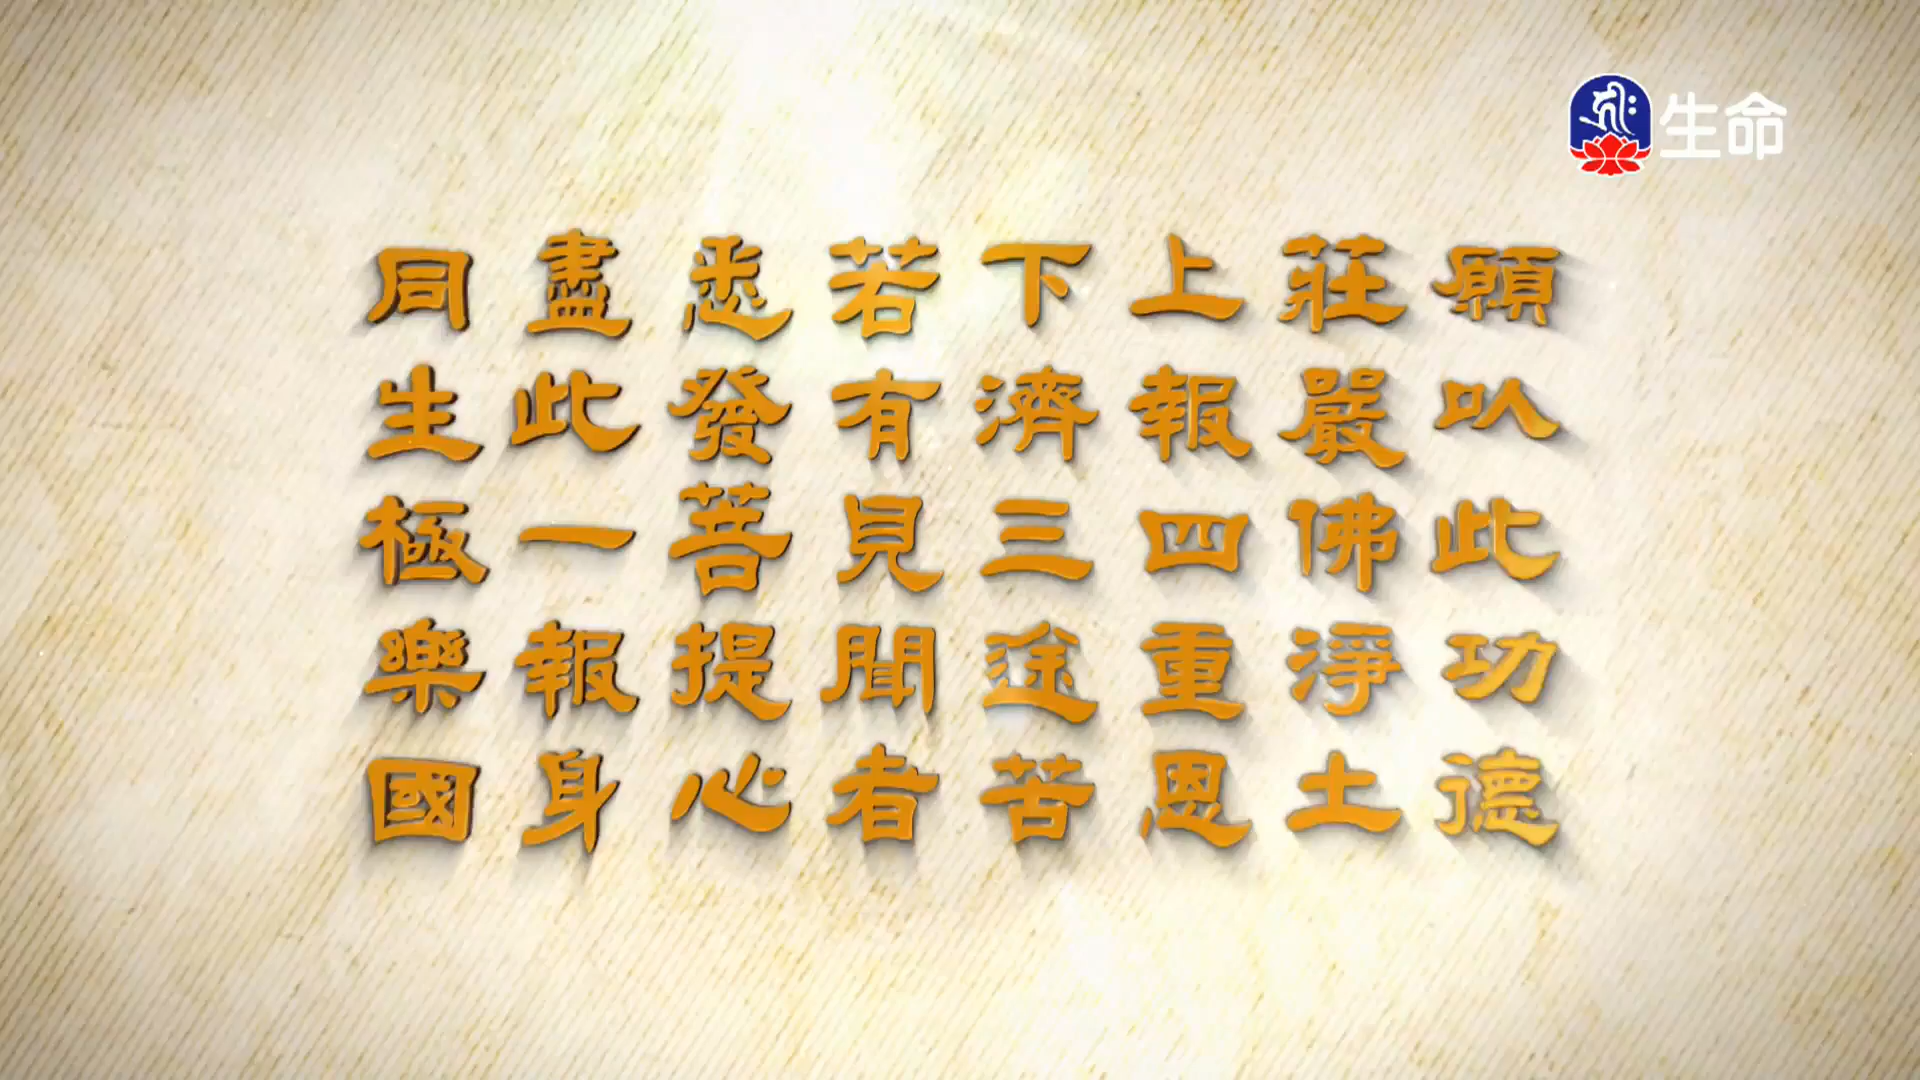 願㕥此功德
莊嚴佛淨土
上報四重恩
下濟三途苦
若有見聞者
悉發菩提心
盡此一報身
同生極樂國
生命